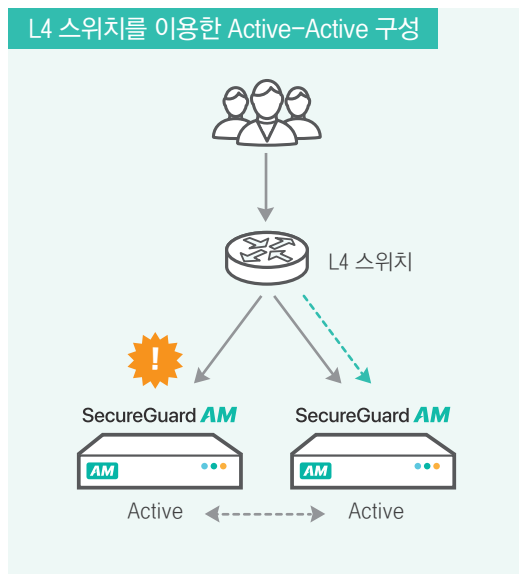 L4 스위치를 이용한 Active-Active 구성
L4 스위치
!
SecureGuard AM
SecureGuard AM
AM
AM
Active
Active